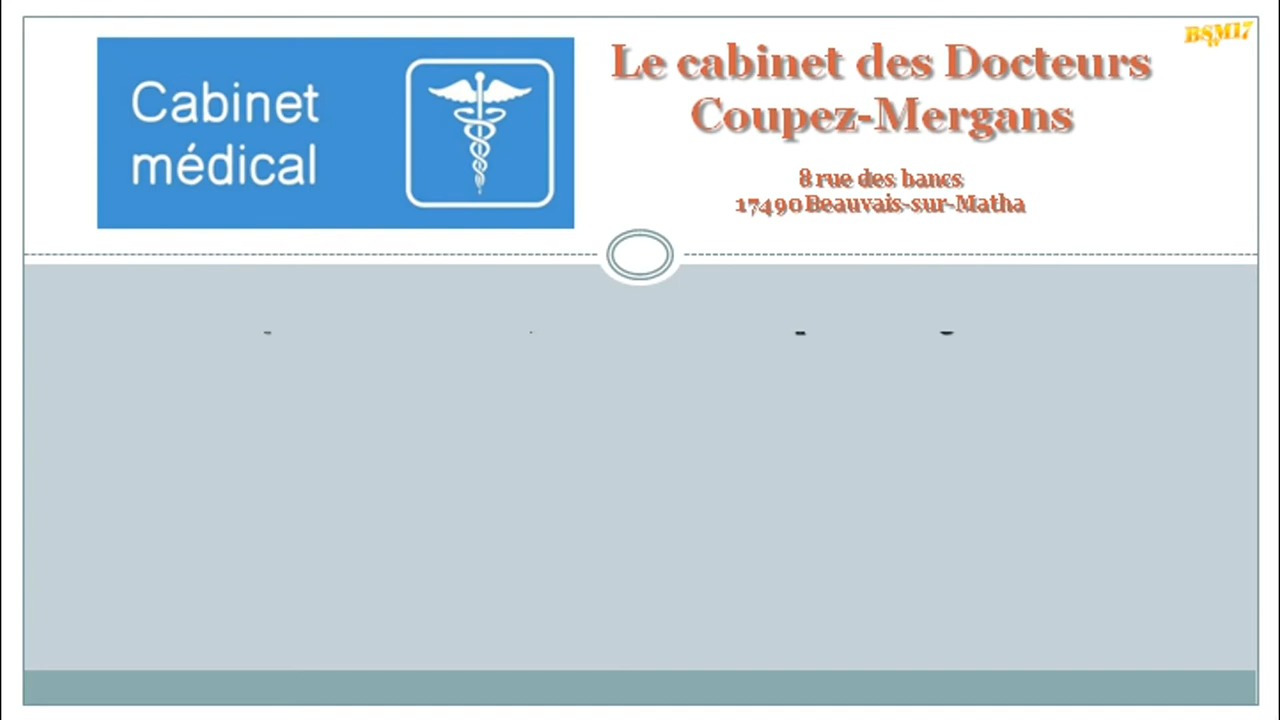 Cabinet
médical
Le cabinet des Docteurs
Coupez-Mergans
8 rue des bancs
17490 Beauvais-sur-Matha
BSM17